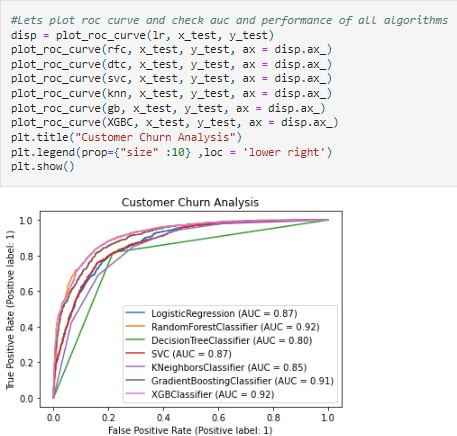 #Lets plot roc curve and check auc and performance of all algorithms
disp = plot_roc_curve(lr, x_test, y_test)
plot_roc_curve(rfc, x_test, y_test, ax = disp.ax_)
plot_roc_curve(dtc, x_test, y_test, ax = disp.ax_)
plot_roc_curve(svc, x_test, y_test, ax = disp.ax_)
plot_roc_curve(knn, x_test, y_test, ax = disp.ax_)
plot_roc_curve(gb, x_test, y_test, ax = disp.ax_)
plot_roc_curve(XGBC, x_test, y_test, ax = disp.ax_)
plt.title("Customer Churn Analysis")
plt.legend(prop={"size" :10} ,loc = 'lower right')
plt.show()
Customer Churn Analysis
True Positive Rate (Positive label: 1)
1.0
0.8
0.6
0.4
0.2
0.0
LogisticRegression (AUC = 0.87)
RandomForestClassifier (AUC = 0.92)
DecisionTreeClassifier (AUC = 0.80)
SVC (AUC = 0.87)
KNeighborsClassifier (AUC = 0.85)
GradientBoostingClassifier (AUC = 0.91)
XGBClassifier (AUC = 0.92)
0.0 0.2 0.4 0.6 0.8 1.0
False Positive Rate (Positive label: 1)